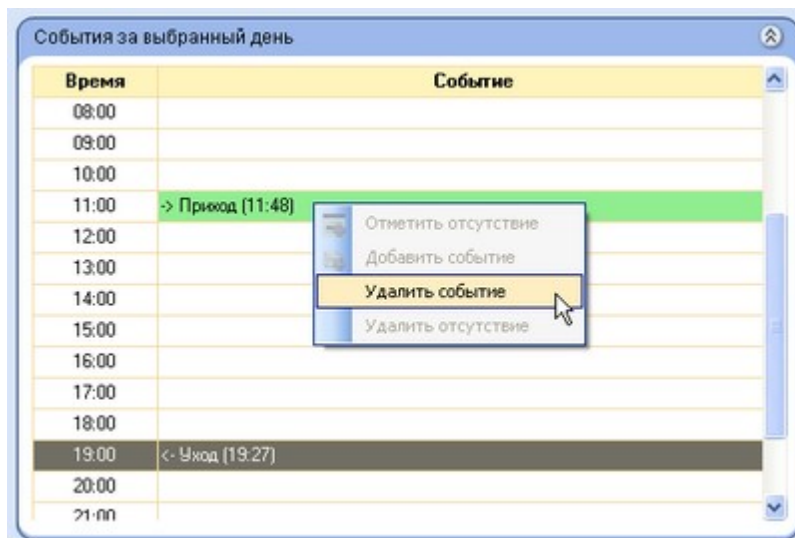 События за выбранный день
Время Событие
08:00
09:00
10:00
11:00 -> Приход (11:48)
Отметить отсутствие
12:00
Добавить событие
13:00
Удалить событие
14:00
Удалить отсутствие
15:00
16:00
17:00
18:00
19:00 <- Уход (19:27)
20:00
21:00